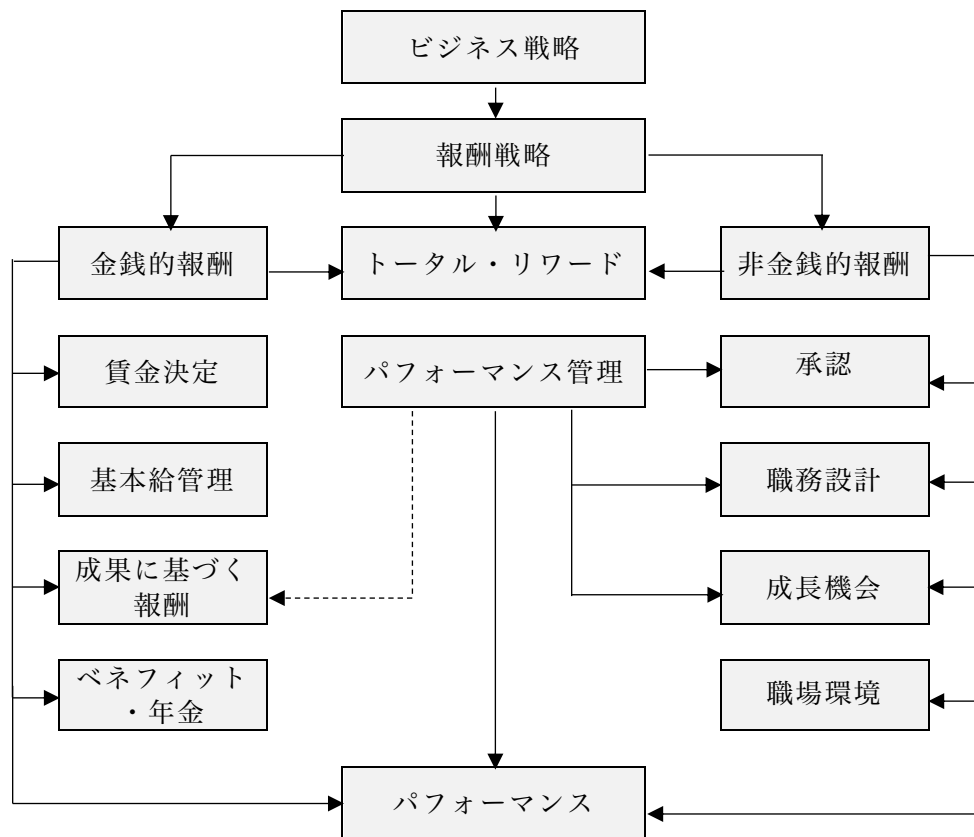 ビジネス戦略
報酬戦略
金銭的報酬
トータル・リワード
非金銭的報酬
賃金決定
パフォーマンス管理
承認
基本給管理
職務設計
成果に基づく
報酬
成長機会
ベネフィット
・年金
職場環境
パフォーマンス